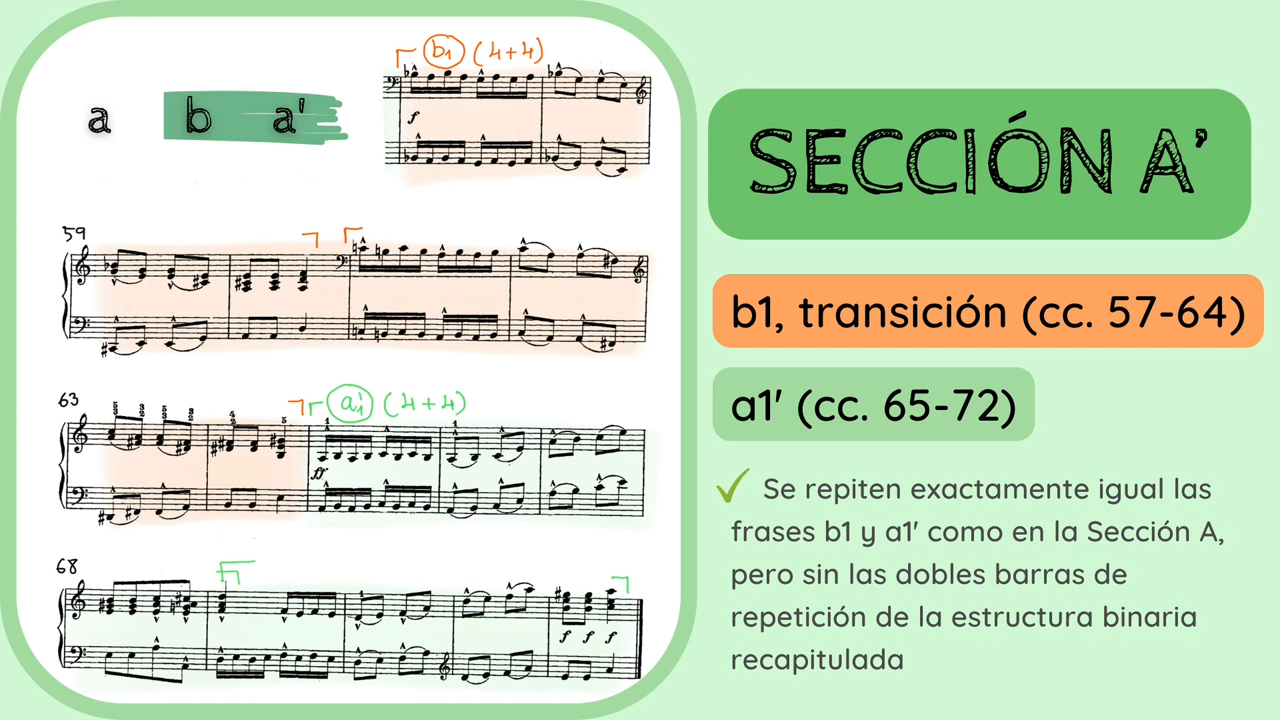 a b a'
b1 (4+4)
f
59
63
a1' (4+4)
ff
68
f f f
SECCIÓN A’
b1, transición (cc. 57-64)
a1' (cc. 65-72)
Se repiten exactamente igual las
frases b1 y a1' como en la Sección A,
pero sin las dobles barras de
repetición de la estructura binaria
recapitulada